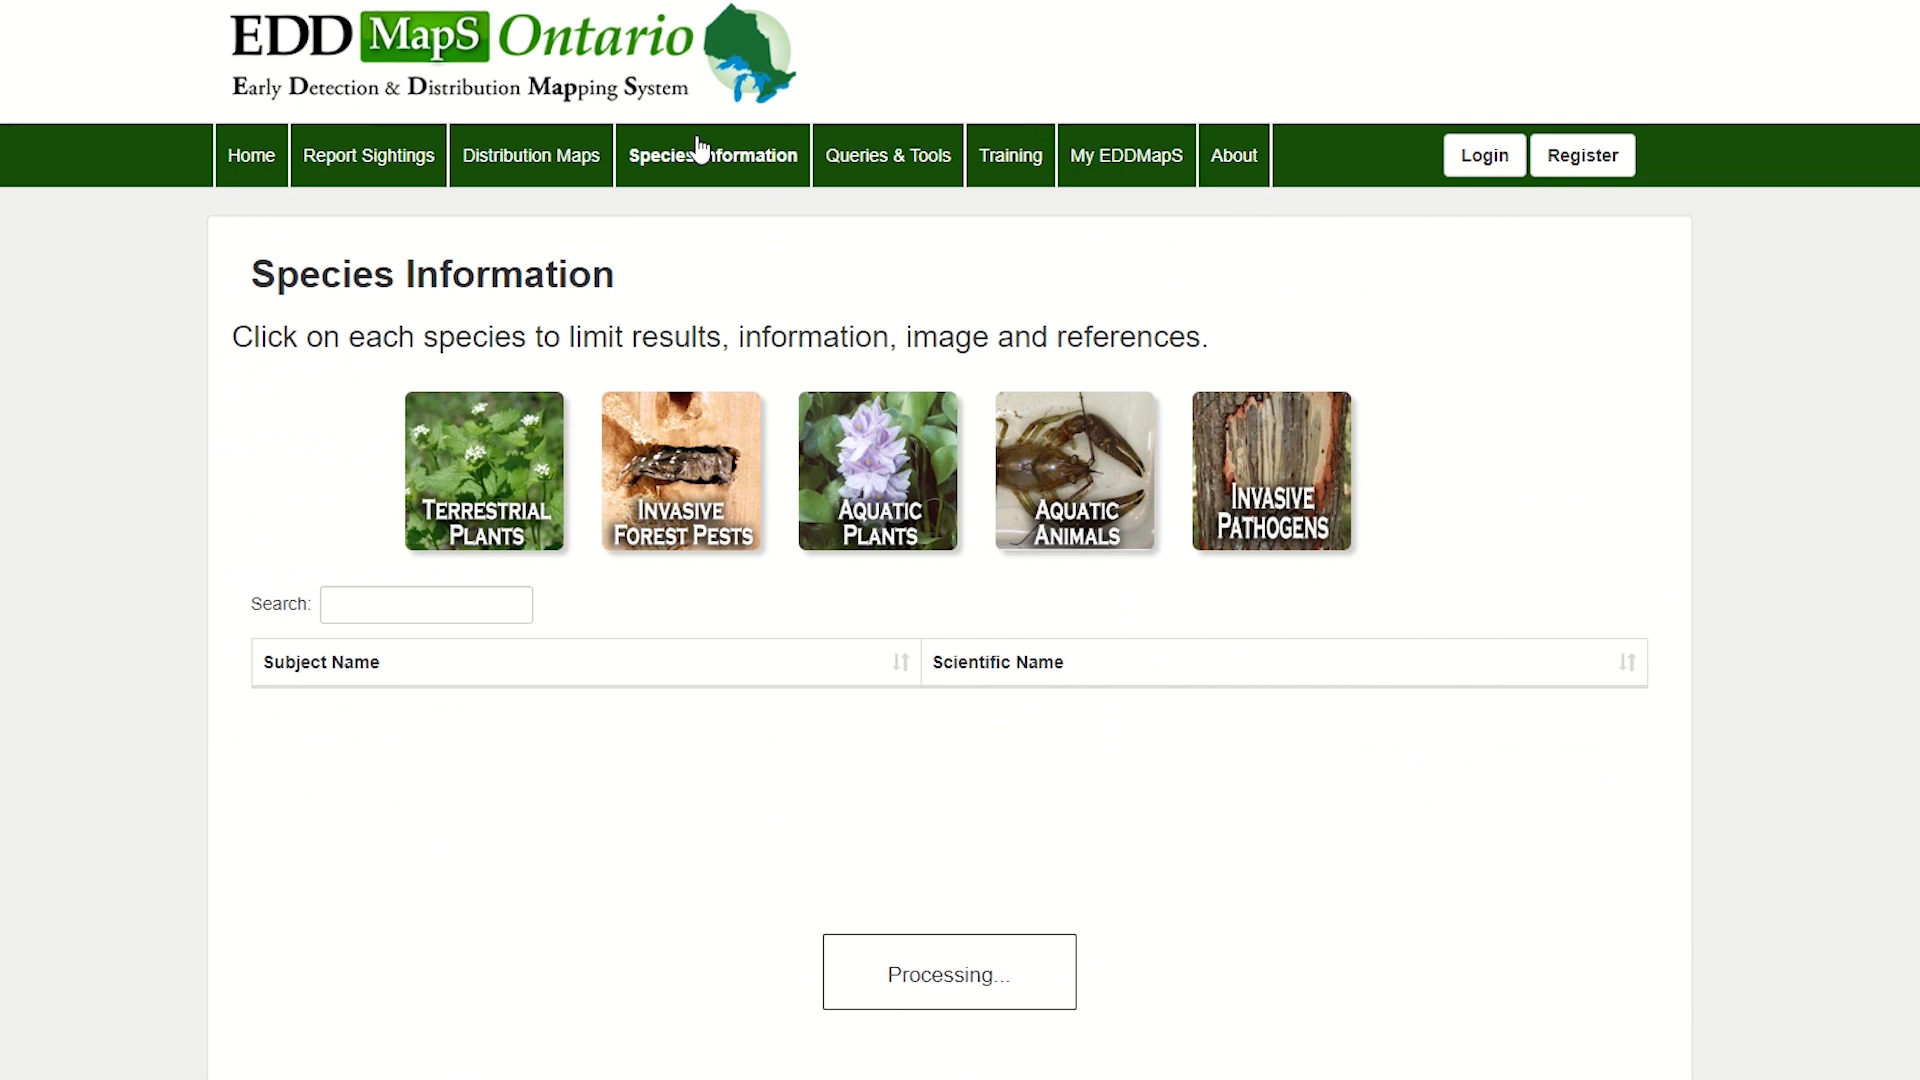 EDD MapS Ontario
Early Detection & Distribution Mapping System
Home Report Sightings Distribution Maps Species Information Queries & Tools Training My EDDMapS About Login Register
Species Information
Click on each species to limit results, information, image and references.
TERRESTRIAL PLANTS
INVASIVE FOREST PESTS
AQUATIC PLANTS
AQUATIC ANIMALS
INVASIVE PATHOGENS
Search:
Subject Name Scientific Name
Processing...